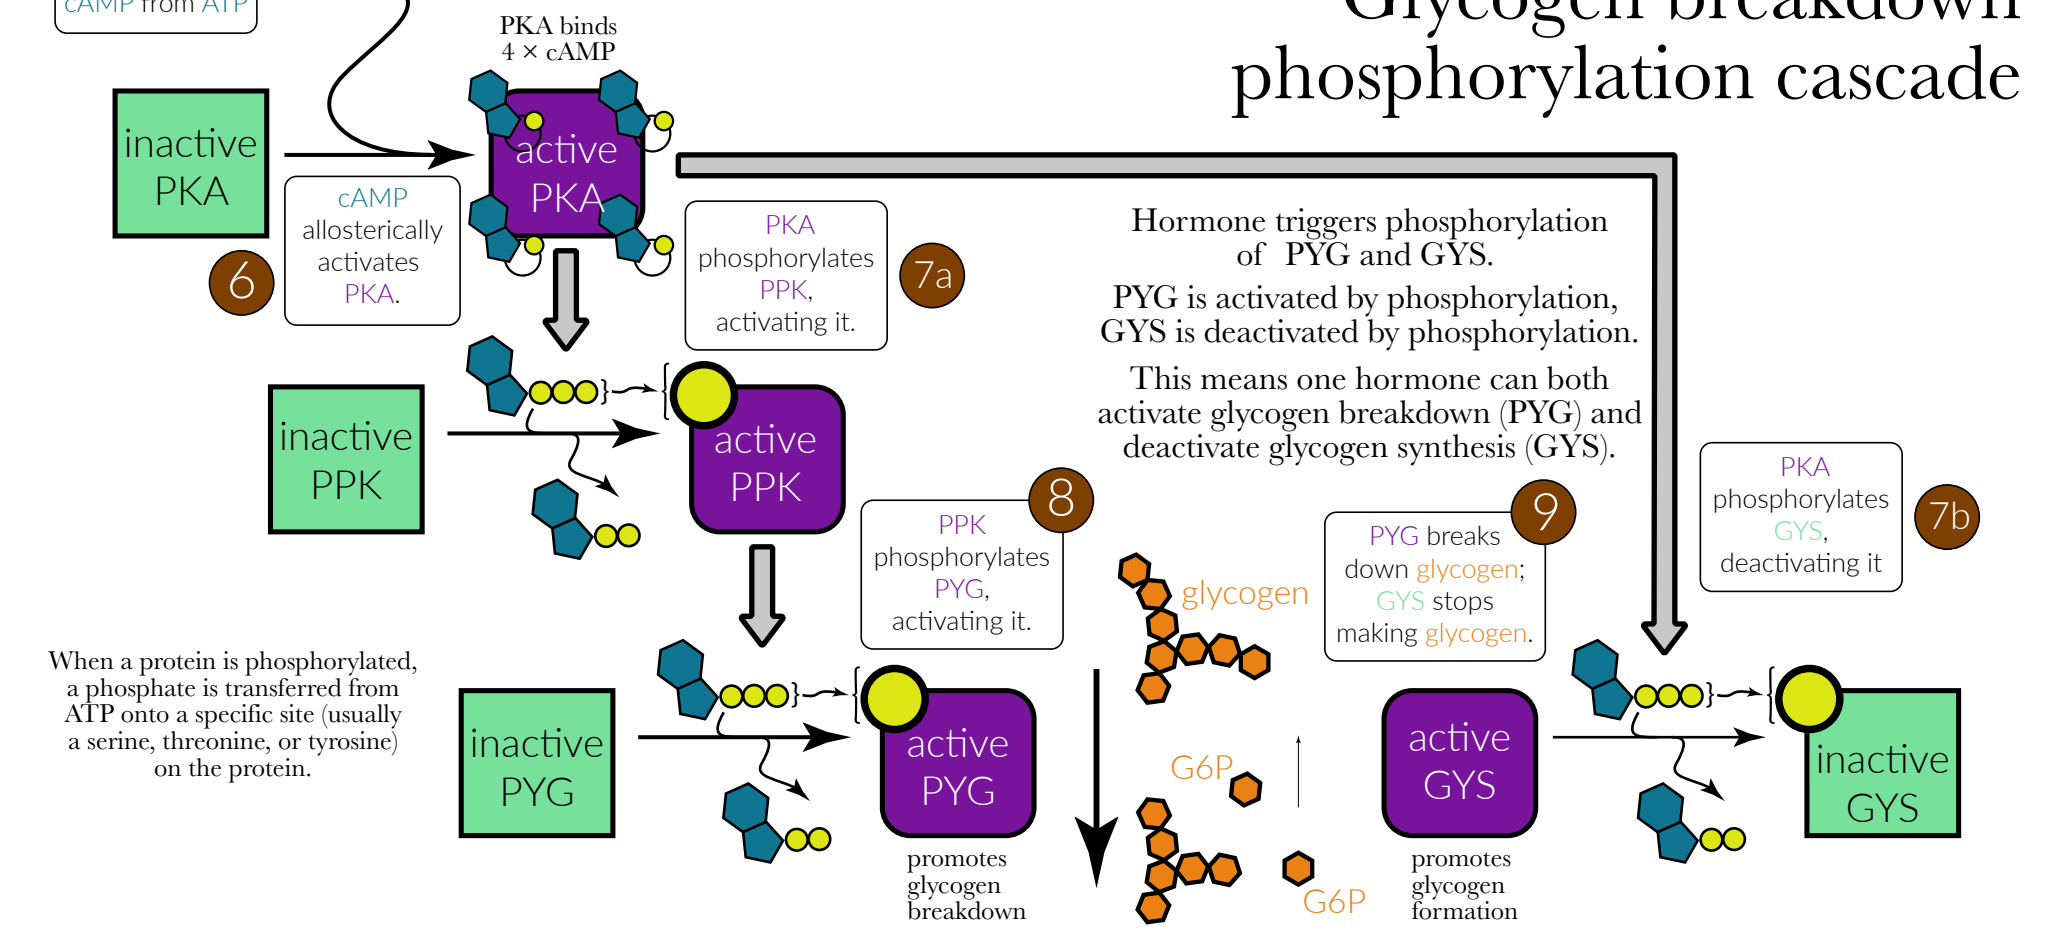 cAMP from ATP
Glycogen breakdown
phosphorylation cascade
PKA binds
4 × cAMP
inactive
PKA
active
PKA
6
cAMP
allosterically
activates
PKA.
PKA
phosphorylates
PPK,
activating it.
7a
Hormone triggers phosphorylation
of PYG and GYS.
PYG is activated by phosphorylation,
GYS is deactivated by phosphorylation.
This means one hormone can both
activate glycogen breakdown (PYG) and
deactivate glycogen synthesis (GYS).
inactive
PPK
active
PPK
PPK
phosphorylates
PYG,
activating it.
8
glycogen
PYG breaks
down glycogen;
GYS stops
making glycogen.
9
PKA
phosphorylates
GYS,
deactivating it
7b
When a protein is phosphorylated,
a phosphate is transferred from
ATP onto a specific site (usually
a serine, threonine, or tyrosine)
on the protein.
inactive
PYG
active
PYG
promotes
glycogen
breakdown
G6P
G6P
active
GYS
promotes
glycogen
formation
inactive
GYS